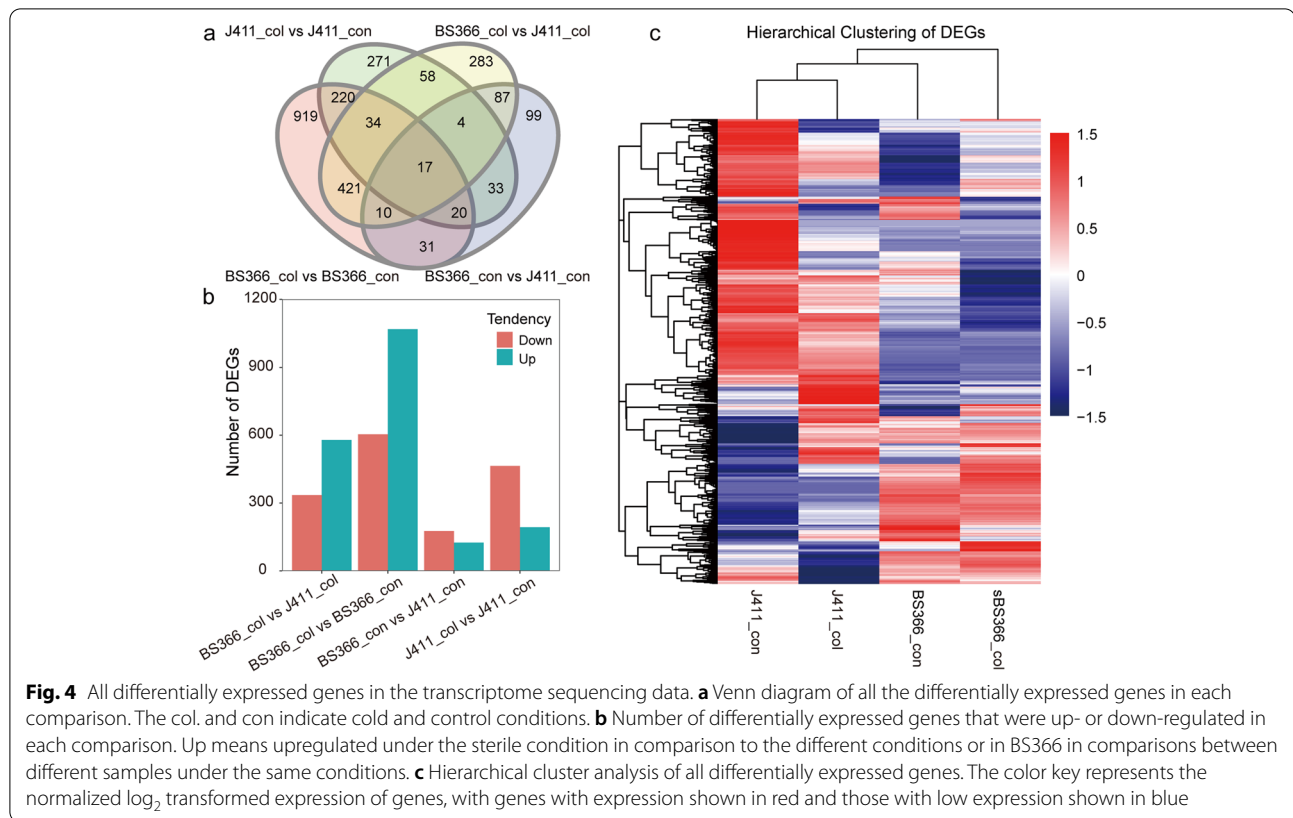 a
J411_col vs J411_con
BS366_col vs J411_col
271
58
283
919
220
34
4
87
99
17
421
33
10
20
31
BS366_col vs BS366_con
BS366_con vs J411_con
b
Number of DEGs
1200
900
600
300
0
Tendency
Down
Up
BS366_col vs J411_col
BS366_col vs BS366_con
BS366_con vs J411_con
J411_col vs J411_con
c
Hierarchical Clustering of DEGs
1.5
1
0.5
0
−0.5
−1
−1.5
J411_con
J411_col
BS366_con
sBS366_col
Fig. 4 All differentially expressed genes in the transcriptome sequencing data. a Venn diagram of all the differentially expressed genes in each
comparison. The col. and con indicate cold and control conditions. b Number of differentially expressed genes that were up- or down-regulated in
each comparison. Up means upregulated under the sterile condition in comparison to the different conditions or in BS366 in comparisons between
different samples under the same conditions. c Hierarchical cluster analysis of all differentially expressed genes. The color key represents the
normalized log2 transformed expression of genes, with genes with expression shown in red and those with low expression shown in blue